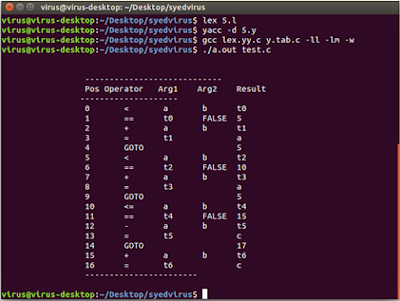 virus@virus-desktop: ~/Desktop/syedvirus
virus@virus-desktop:~/Desktop/syedvirus$ lex 5.l
virus@virus-desktop:~/Desktop/syedvirus$ yacc -d 5.y
virus@virus-desktop:~/Desktop/syedvirus$ gcc lex.yy.c y.tab.c -ll -lm -w
virus@virus-desktop:~/Desktop/syedvirus$ ./a.out test.c
----------------------------
Pos Operator Arg1 Arg2 Result
-------------------
0 < a b t0
1 == t0 FALSE 5
2 + a b t1
3 = t1 a
4 GOTO 5
5 < a b t2
6 == t2 FALSE 10
7 + a b t3
8 = t3 a
9 GOTO 5
10 <= a b t4
11 == t4 FALSE 15
12 - a b t5
13 = t5 c
14 GOTO 17
15 + a b t6
16 = t6 c
----------------------
virus@virus-desktop:~/Desktop/syedvirus$